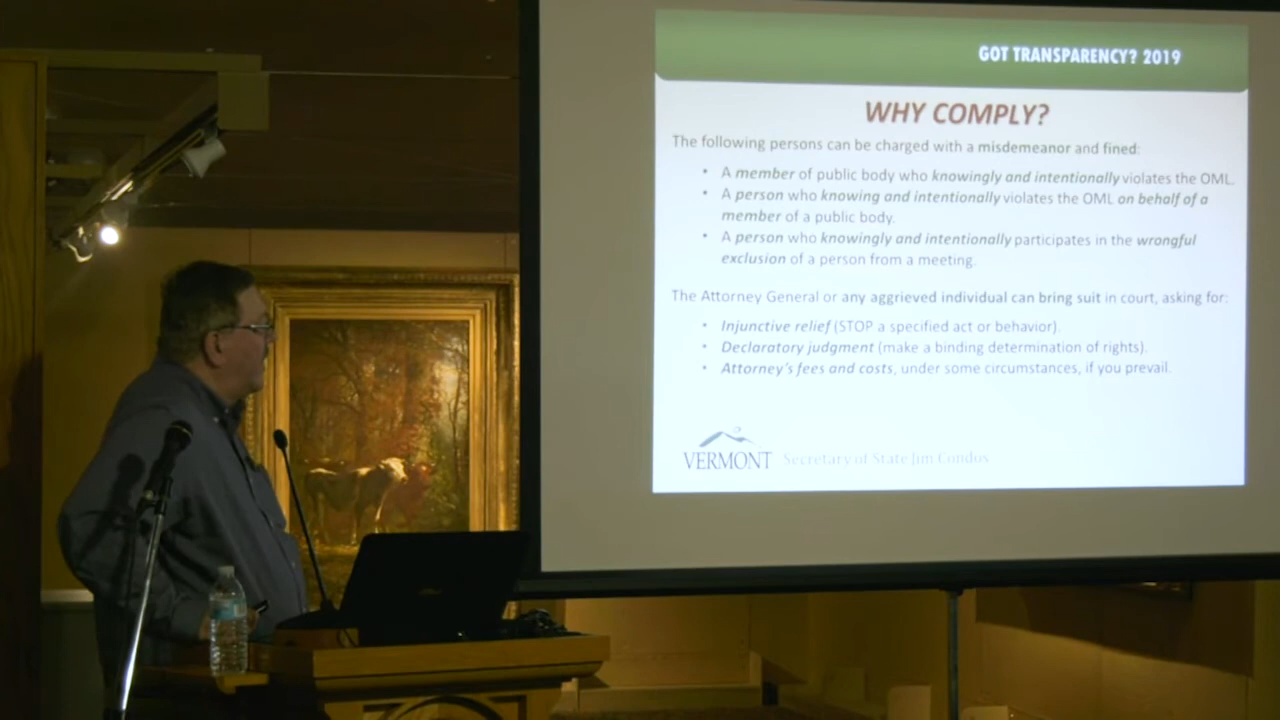 GOT TRANSPARENCY? 2019
WHY COMPLY?
The following persons can be charged with a misdemeanor and fined:
• A member of public body who knowingly and intentionally violates the OML.
• A person who knowing and intentionally violates the OML on behalf of a
member of a public body.
• A person who knowingly and intentionally participates in the wrongful
exclusion of a person from a meeting.
The Attorney General or any aggrieved individual can bring suit in court, asking for:
• Injunctive relief (STOP a specified act or behavior).
• Declaratory judgment (make a binding determination of rights).
• Attorney's fees and costs, under some circumstances, if you prevail.
VERMONT Secretary of State Jim Condos